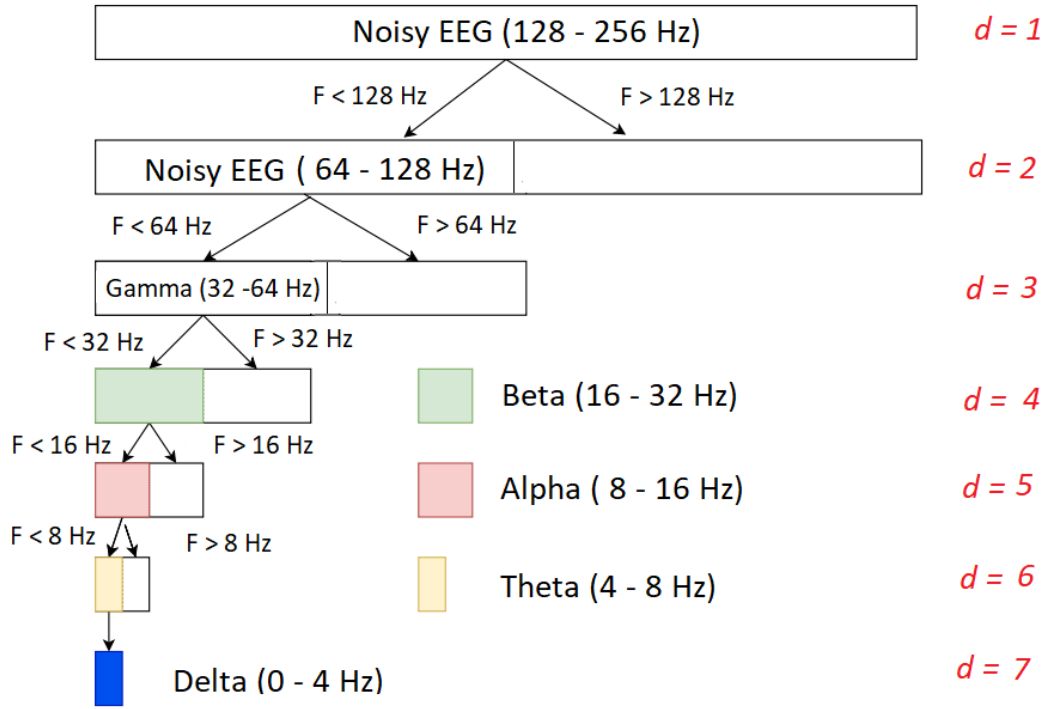 Noisy EEG (128 - 256 Hz)
d = 1
F < 128 Hz
F > 128 Hz
Noisy EEG ( 64 - 128 Hz)
d = 2
F < 64 Hz
F > 64 Hz
Gamma (32 -64 Hz)
d = 3
F < 32 Hz
F > 32 Hz
Beta (16 - 32 Hz)
d = 4
F < 16 Hz
F > 16 Hz
Alpha ( 8 - 16 Hz)
d = 5
F < 8 Hz
F > 8 Hz
Theta (4 - 8 Hz)
d = 6
Delta (0 - 4 Hz)
d = 7